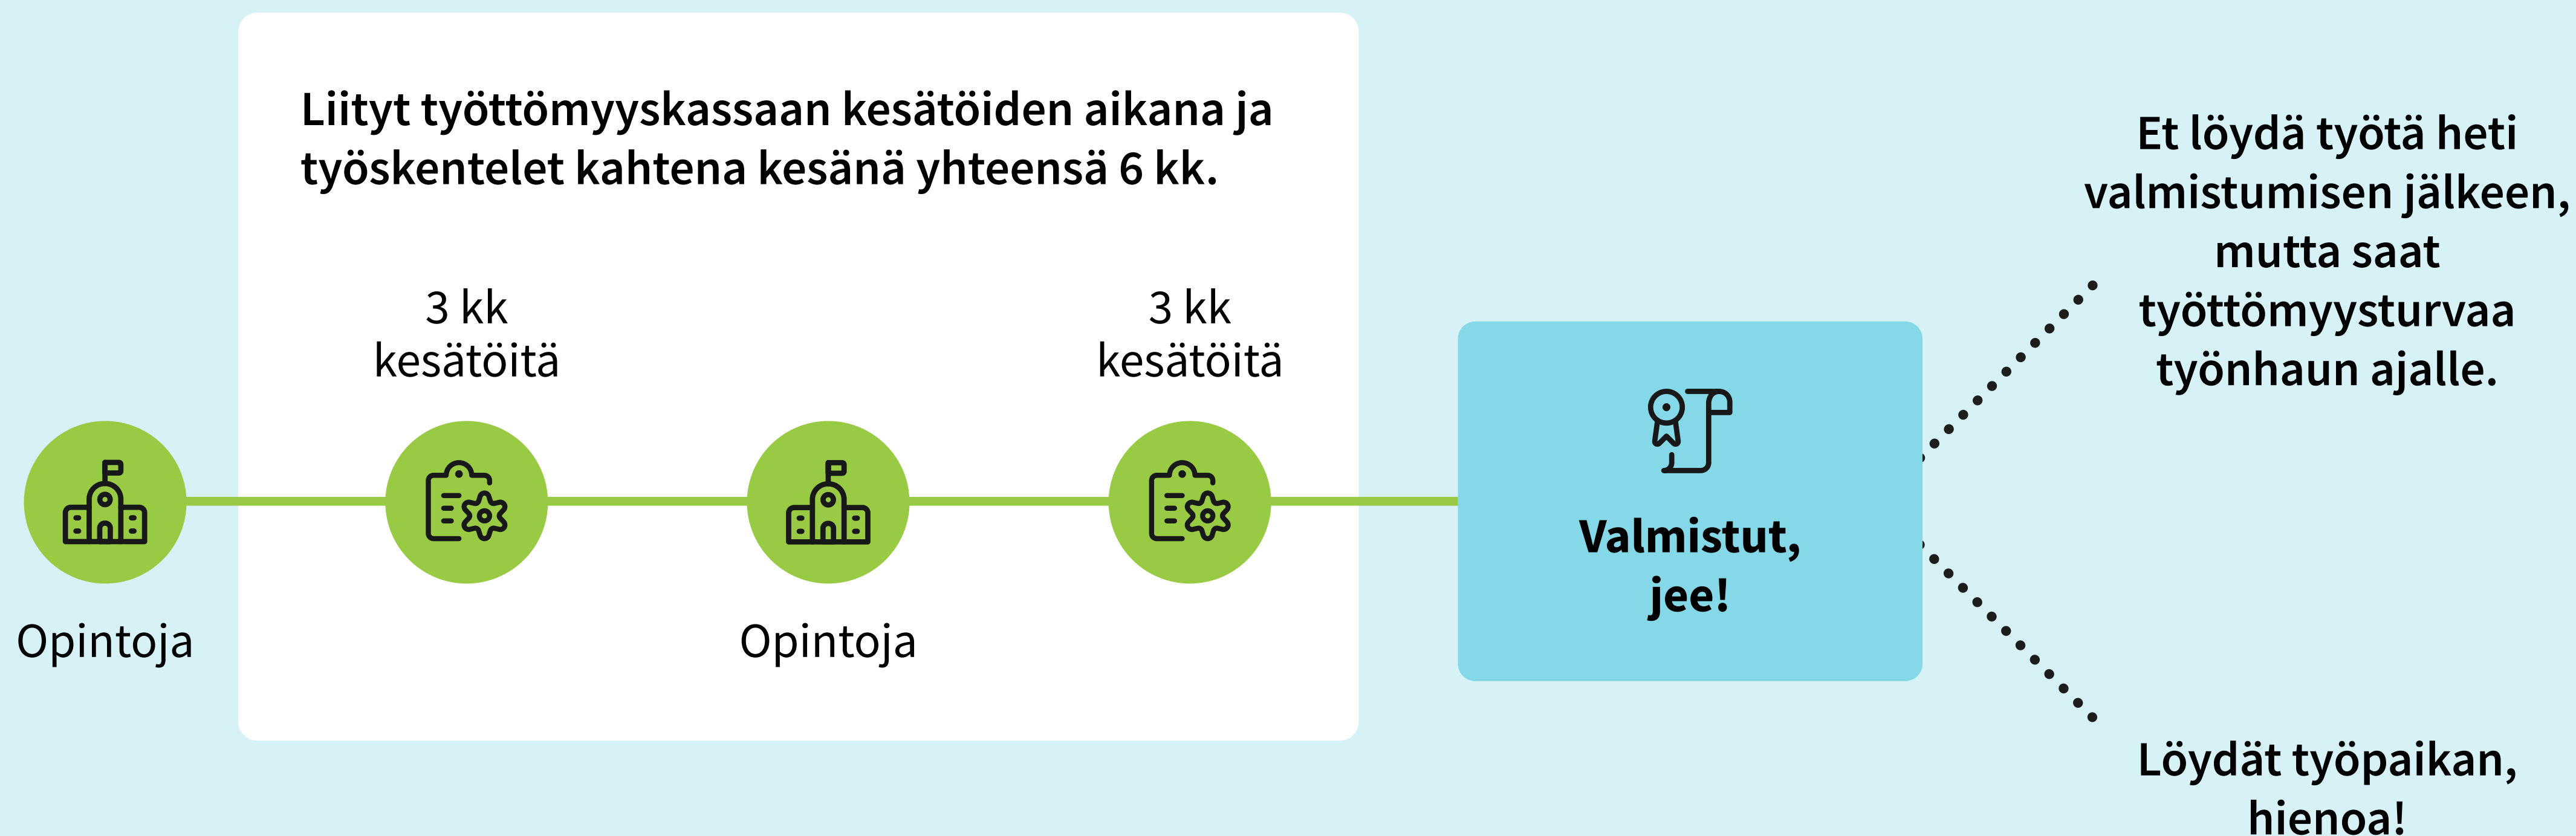 Liityt työttömyyskassaan kesätöiden aikana ja
työskentelet kahtena kesänä yhteensä 6 kk.
3 kk
kesätöitä
3 kk
kesätöitä
Opintoja
Opintoja
Valmistut,
jee!
Et löydä työtä heti
valmistumisen jälkeen,
mutta saat
työttömyysturvaa
työnhaun ajalle.
Löydät työpaikan,
hienoa!